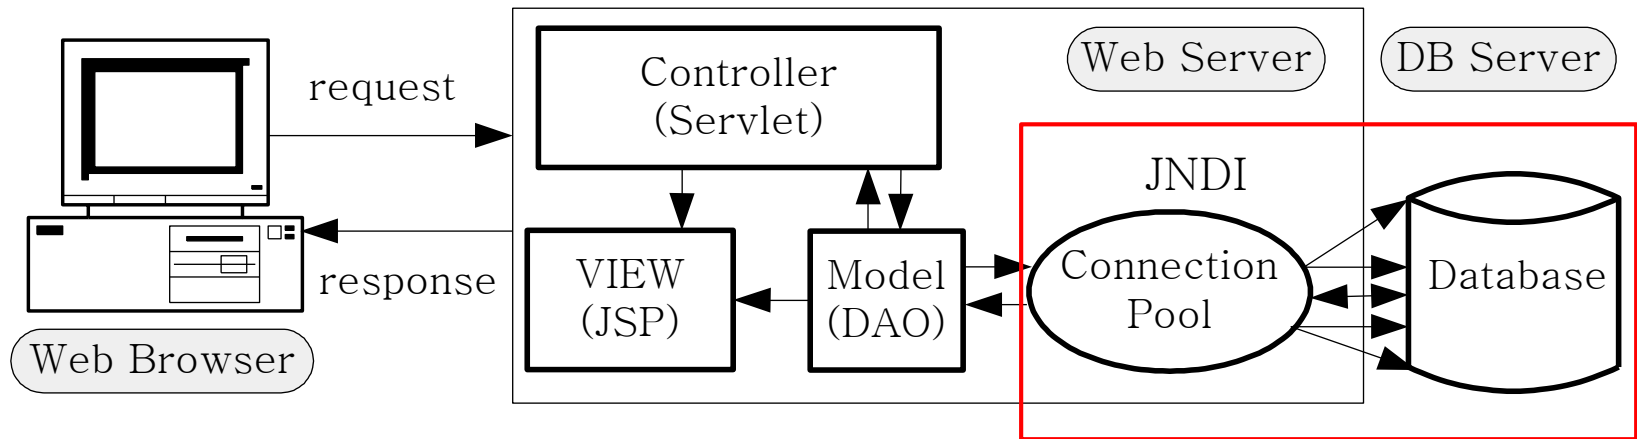 request
response
Web Browser
Controller
(Servlet)
VIEW
(JSP)
Model
(DAO)
Web Server
JNDI
Connection
Pool
DB Server
Database